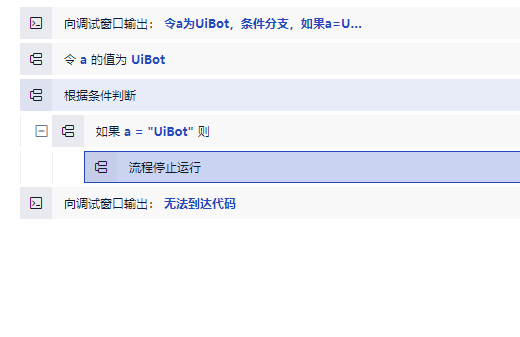 向调试窗口输出： 令a为UiBot，条件分支，如果a=U...
令 a 的值为 UiBot
根据条件判断
如果 a = "UiBot" 则
流程停止运行
向调试窗口输出： 无法到达代码